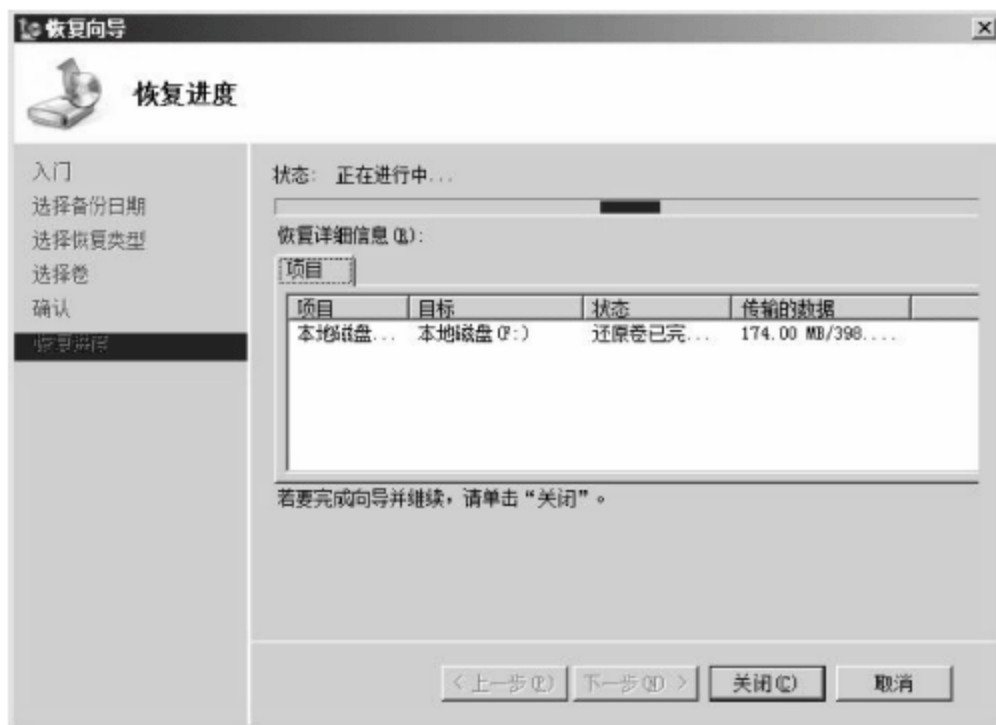 恢复向导
恢复进度
入门
选择备份日期
选择恢复类型
选择卷
确认
恢复进度
状态: 正在进行中...
恢复详细信息(R):
项目
项目 目标 状态 传输的数据
本地磁盘... 本地磁盘(F:) 还原卷已完... 174.00 MB/398....
若要完成向导并继续，请单击“关闭”。
< 上一步(P) 下一步(N) > 关闭(C) 取消